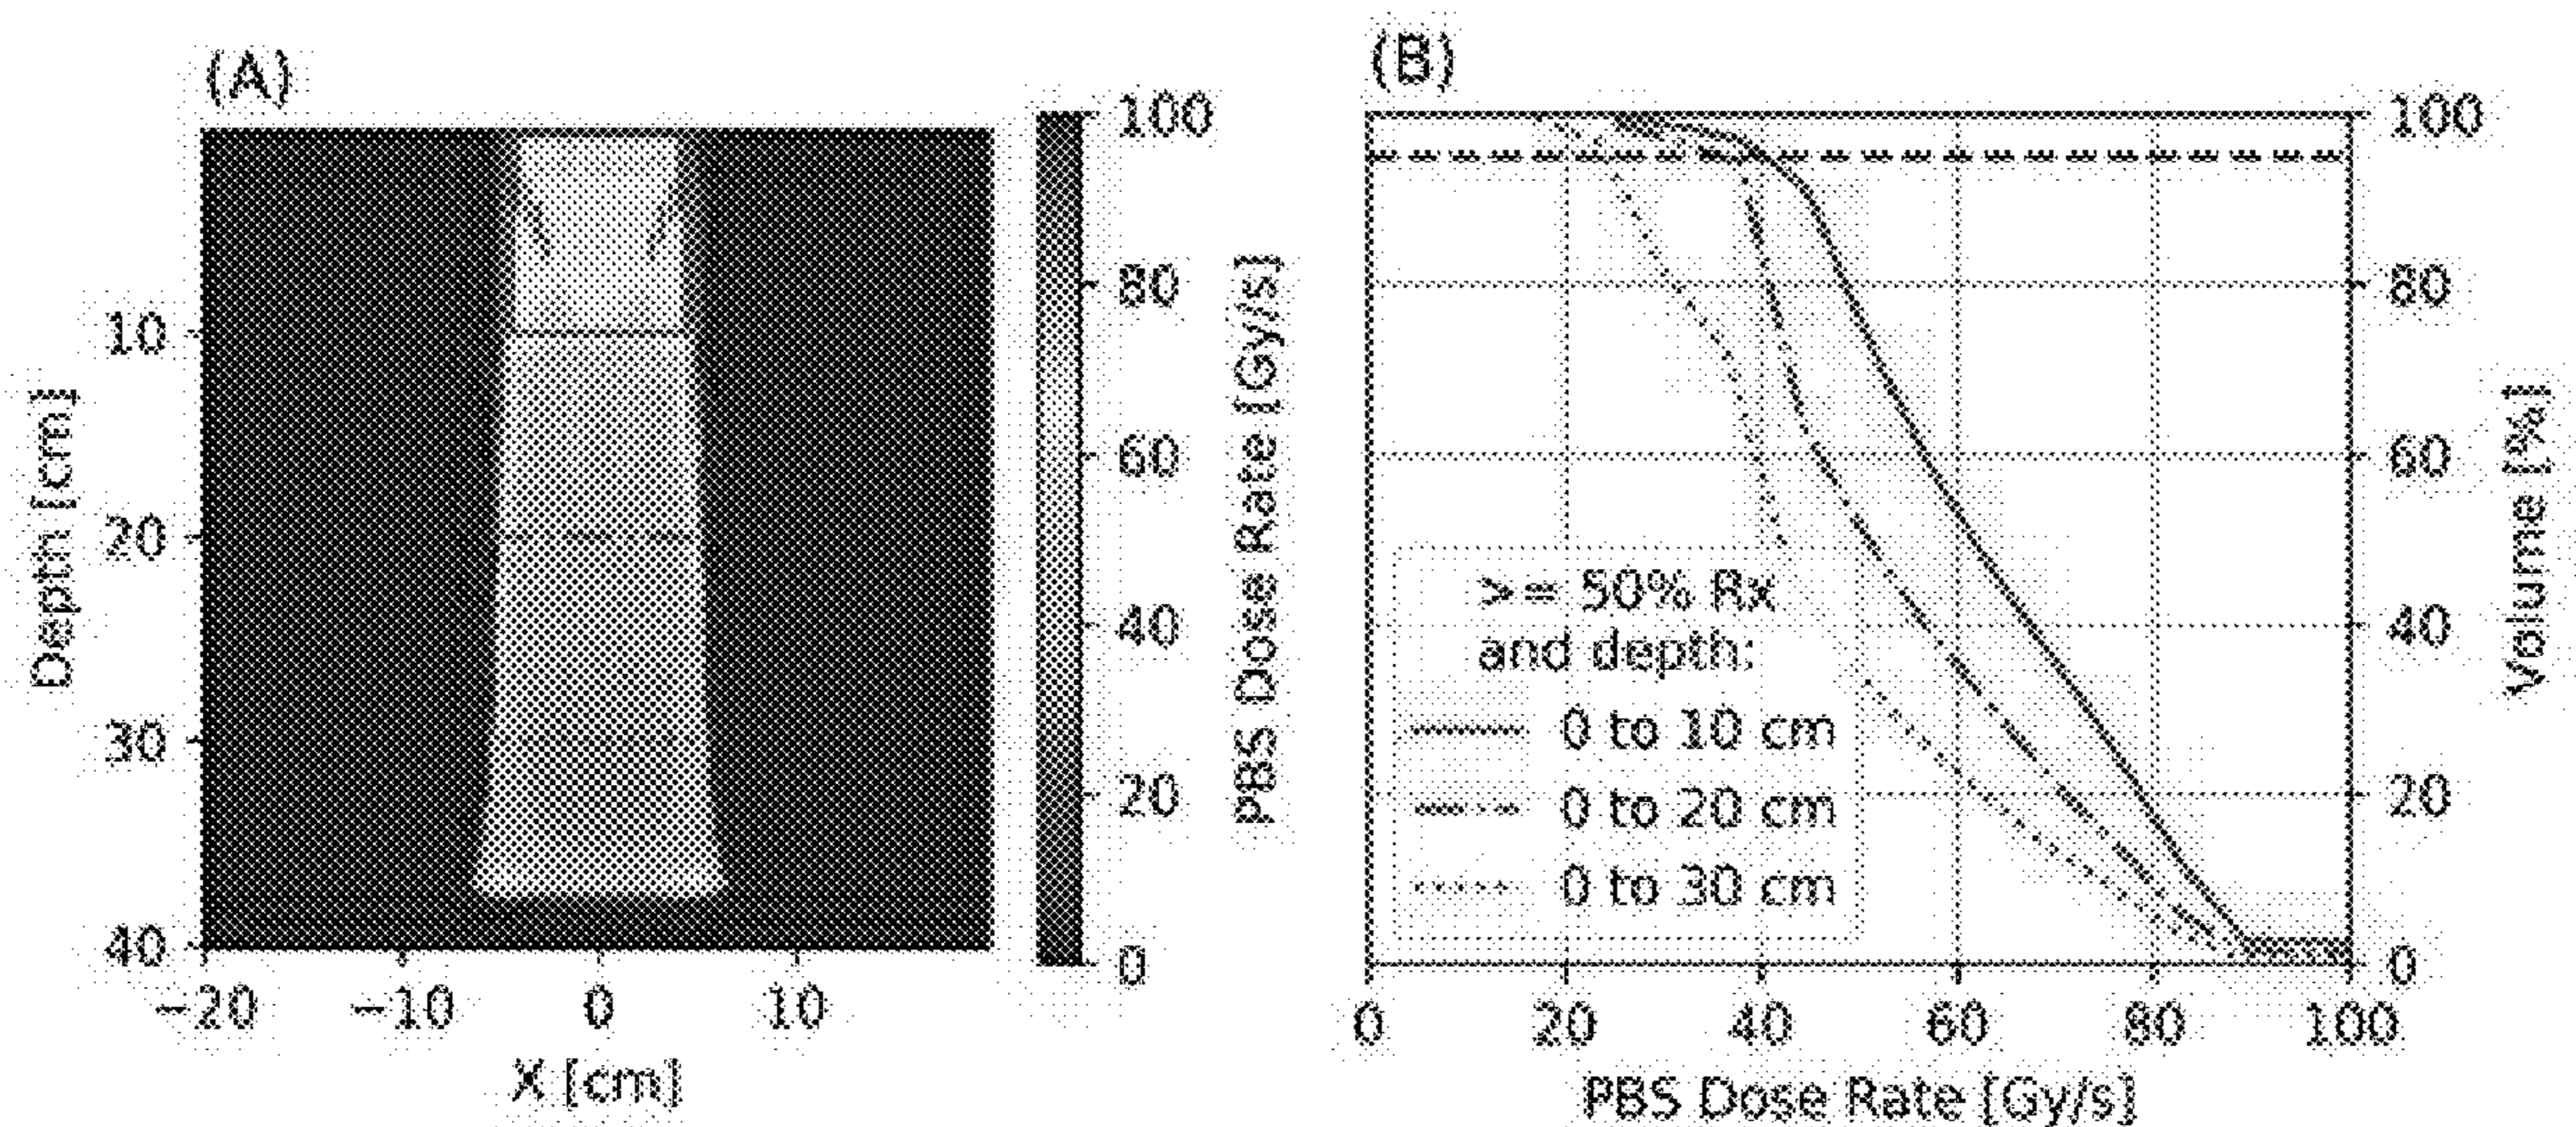 (A)
Depth [cm]
10
20
30
40
−20
−10
0
10
X [cm]
100
80
60
40
20
0
PBS Dose Rate [Gy/s]
(B)
>= 50% Rx
and depth:
0 to 10 cm
0 to 20 cm
0 to 30 cm
0
20
40
60
80
100
PBS Dose Rate [Gy/s]
100
80
60
40
20
0
Volume [%]